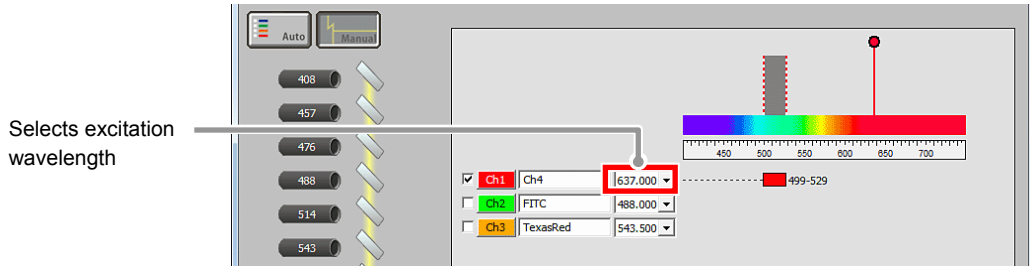 Auto
Manual
408
457
Selects excitation
wavelength
476
488
514
543
450 500 550 600 650 700
Ch1 Ch4 637.000 499-529
Ch2 FITC 488.000
Ch3 TexasRed 543.500